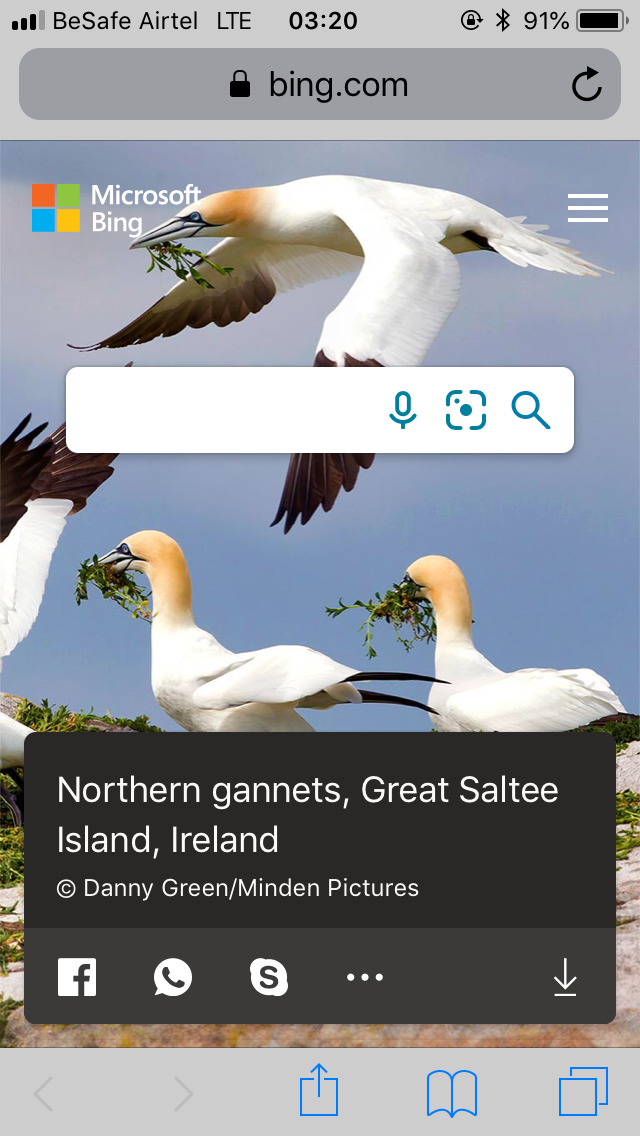 BeSafe Airtel LTE 03:20 91%
bing.com
Microsoft
Bing
Northern gannets, Great Saltee
Island, Ireland
© Danny Green/Minden Pictures